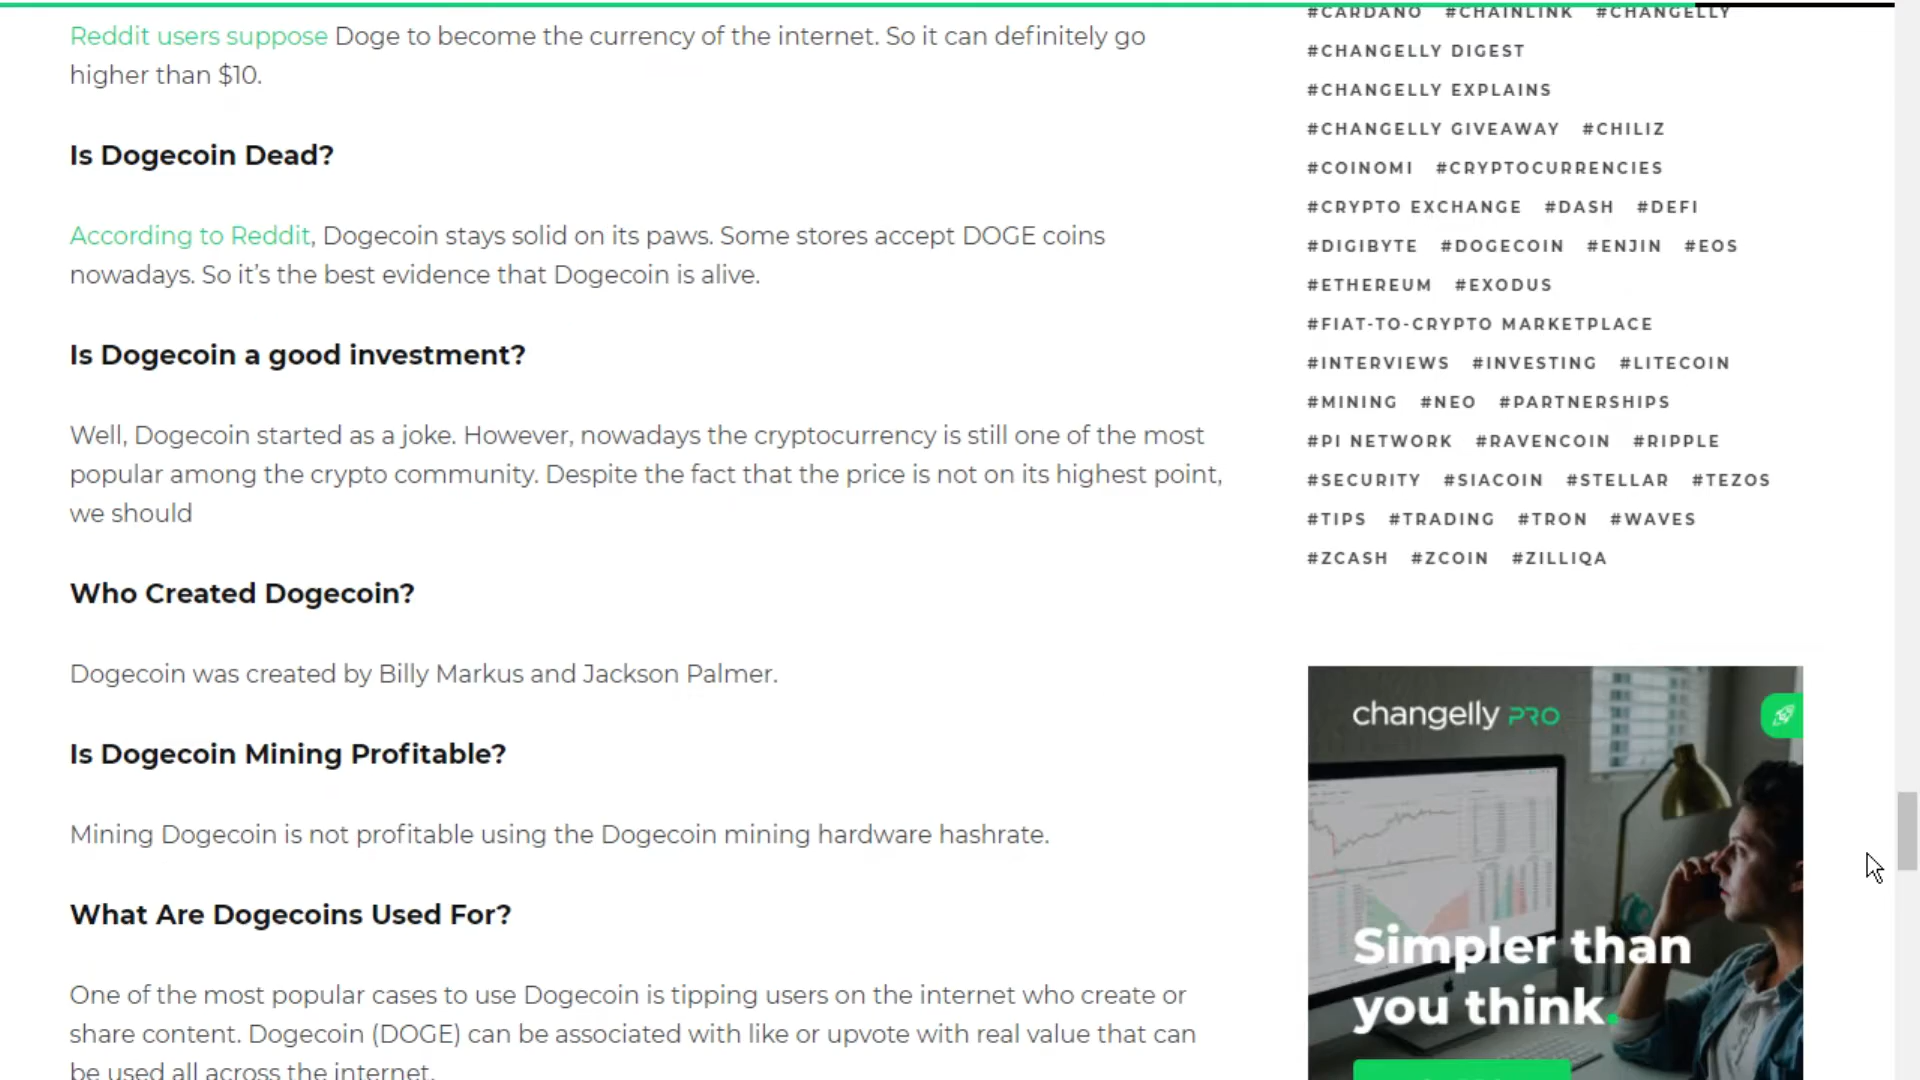 Reddit users suppose Doge to become the currency of the internet. So it can definitely go
higher than $10.
Is Dogecoin Dead?
According to Reddit, Dogecoin stays solid on its paws. Some stores accept DOGE coins
nowadays. So it’s the best evidence that Dogecoin is alive.
Is Dogecoin a good investment?
Well, Dogecoin started as a joke. However, nowadays the cryptocurrency is still one of the most
popular among the crypto community. Despite the fact that the price is not on its highest point,
we should
Who Created Dogecoin?
Dogecoin was created by Billy Markus and Jackson Palmer.
Is Dogecoin Mining Profitable?
Mining Dogecoin is not profitable using the Dogecoin mining hardware hashrate.
What Are Dogecoins Used For?
One of the most popular cases to use Dogecoin is tipping users on the internet who create or
share content. Dogecoin (DOGE) can be associated with like or upvote with real value that can
be used all across the internet.
#CARDANO #CHAINLINK #CHANGELLY
#CHANGELLY DIGEST
#CHANGELLY EXPLAINS
#CHANGELLY GIVEAWAY #CHILIZ
#COINOMI #CRYPTOCURRENCIES
#CRYPTO EXCHANGE #DASH #DEFI
#DIGIBYTE #DOGECOIN #ENJIN #EOS
#ETHEREUM #EXODUS
#FIAT-TO-CRYPTO MARKETPLACE
#INTERVIEWS #INVESTING #LITECOIN
#MINING #NEO #PARTNERSHIPS
#PI NETWORK #RAVENCOIN #RIPPLE
#SECURITY #SIACOIN #STELLAR #TEZOS
#TIPS #TRADING #TRON #WAVES
#ZCASH #ZCOIN #ZILLIQA
changelly PRO
Simpler than
you think.